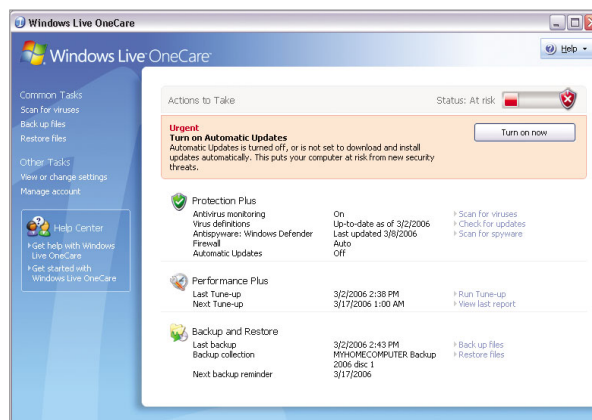 Windows Live OneCare
Windows Live OneCare
Help
Common Tasks
Scan for viruses
Back up files
Restore files
Other Tasks
View or change settings
Manage account
Help Center
Get help with Windows
Live OneCare
Get started with
Windows Live OneCare
Actions to Take
Status: At risk
Urgent
Turn on Automatic Updates
Automatic Updates is turned off, or is not set to download and install
updates automatically. This puts your computer at risk from new security
threats.
Turn on now
Protection Plus
Antivirus monitoring On Scan for viruses
Virus definitions Up-to-date as of 3/2/2006 Check for updates
Antispyware: Windows Defender Last updated 3/8/2006 Scan for spyware
Firewall Auto
Automatic Updates Off
Performance Plus
Last Tune-up 3/2/2006 2:38 PM Run Tune-up
Next Tune-up 3/17/2006 1:00 AM View last report
Backup and Restore
Last backup 3/2/2006 2:43 PM Back up files
Backup collection MYHOMECOMPUTER Backup Restore files
2006 disc 1
Next backup reminder 3/17/2006